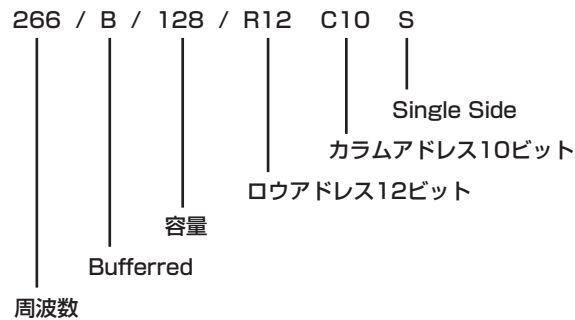 266 / B / 128 / R12 C10 S
Single Side
カラムアドレス10ビット
ロウアドレス12ビット
容量
Bufferred
周波数